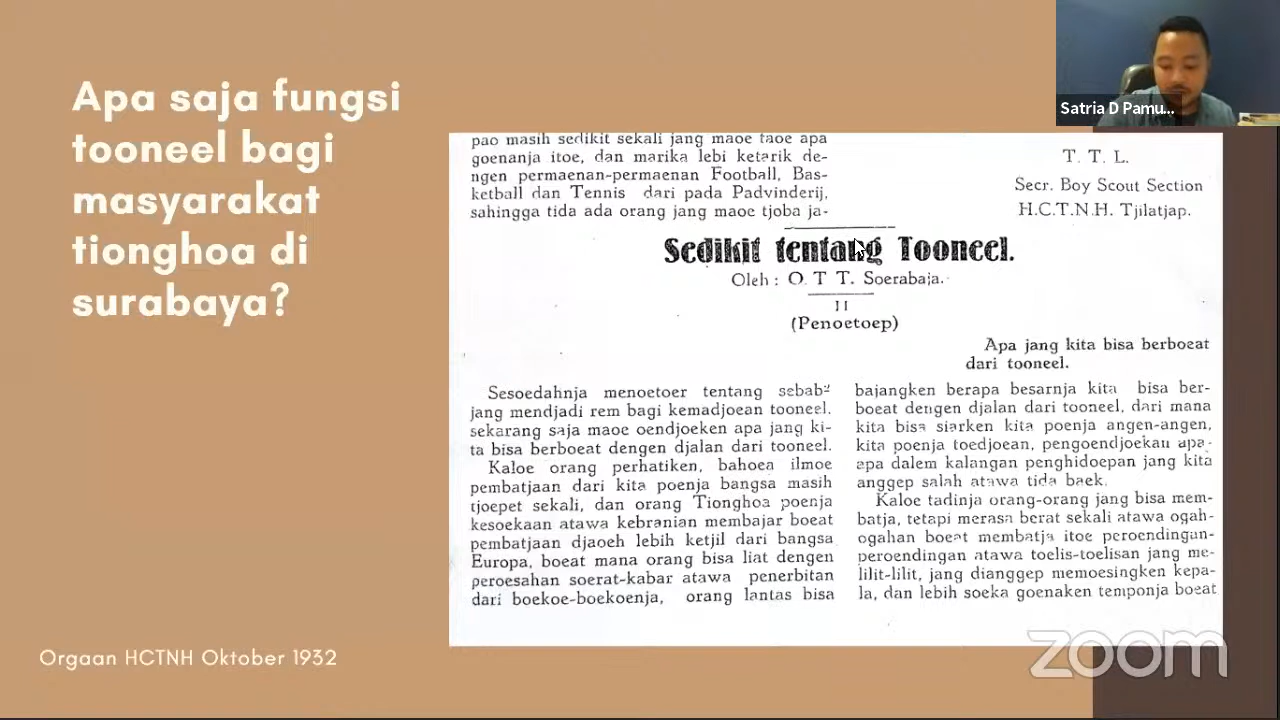 Apa saja fungsi
tooneel bagi
masyarakat
tionghoa di
surabaya?
Orgaan HCTNH Oktober 1932
Satria D Pamu...
pao masih sedikit sekali jang maoe taoe apa
goenanja itoe, dan marika lebi ketarik de-
ngen permaenan-permaenan Football, Bas-
ketball dan Tennis dari pada Padvinderij,
sahingga tida ada orang jang maoe tjoba ja-
T. T. L.
Secr. Boy Scout Section
H.C.T.N.H. Tjilatjap.
Sedikit tentang Tooneel.
Oleh : O. T T. Soerabaja.
II
(Penoetoep)
Apa jang kita bisa berboeat
dari tooneel.
Sesoedahnja menoetoer tentang sebab²
jang mendjadi rem bagi kemadjoean tooneel,
sekarang saja maoe oendjoeken apa jang ki-
ta bisa berboeat dengen djalan dari tooneel.
Kaloe orang perhatiken, bahoea ilmoe
pembatjaan dari kita poenja bangsa masih
tjoepet sekali, dan orang Tionghoa poenja
kesoekaan atawa kebranian membajar boeat
pembatjaan djaoeh lebih ketjil dari bangsa
Europa, boeat mana orang bisa liat dengen
peroesahan soerat-kabar atawa penerbitan
dari boekoe-boekoenja, orang lantas bisa
bajangken berapa besarnja kita bisa ber-
boeat dengen djalan dari tooneel, dari mana
kita bisa siarken kita poenja angen-angen,
kita poenja toedjoean, pengoendjoekan apa-
apa dalem kalangan penghidoepan jang kita
anggep salah atawa tida baek.
Kaloe tadinja orang-orang jang bisa mem-
batja, tetapi merasa berat sekali atawa ogah-
ogahan boeat membatja itoe peroendingan-
peroendingan atawa toelis-toelisan jang me-
lilit-lilit, jang dianggep memoesingken kepa-
la, dan lebih soeka goenaken temponja boeat
zoom